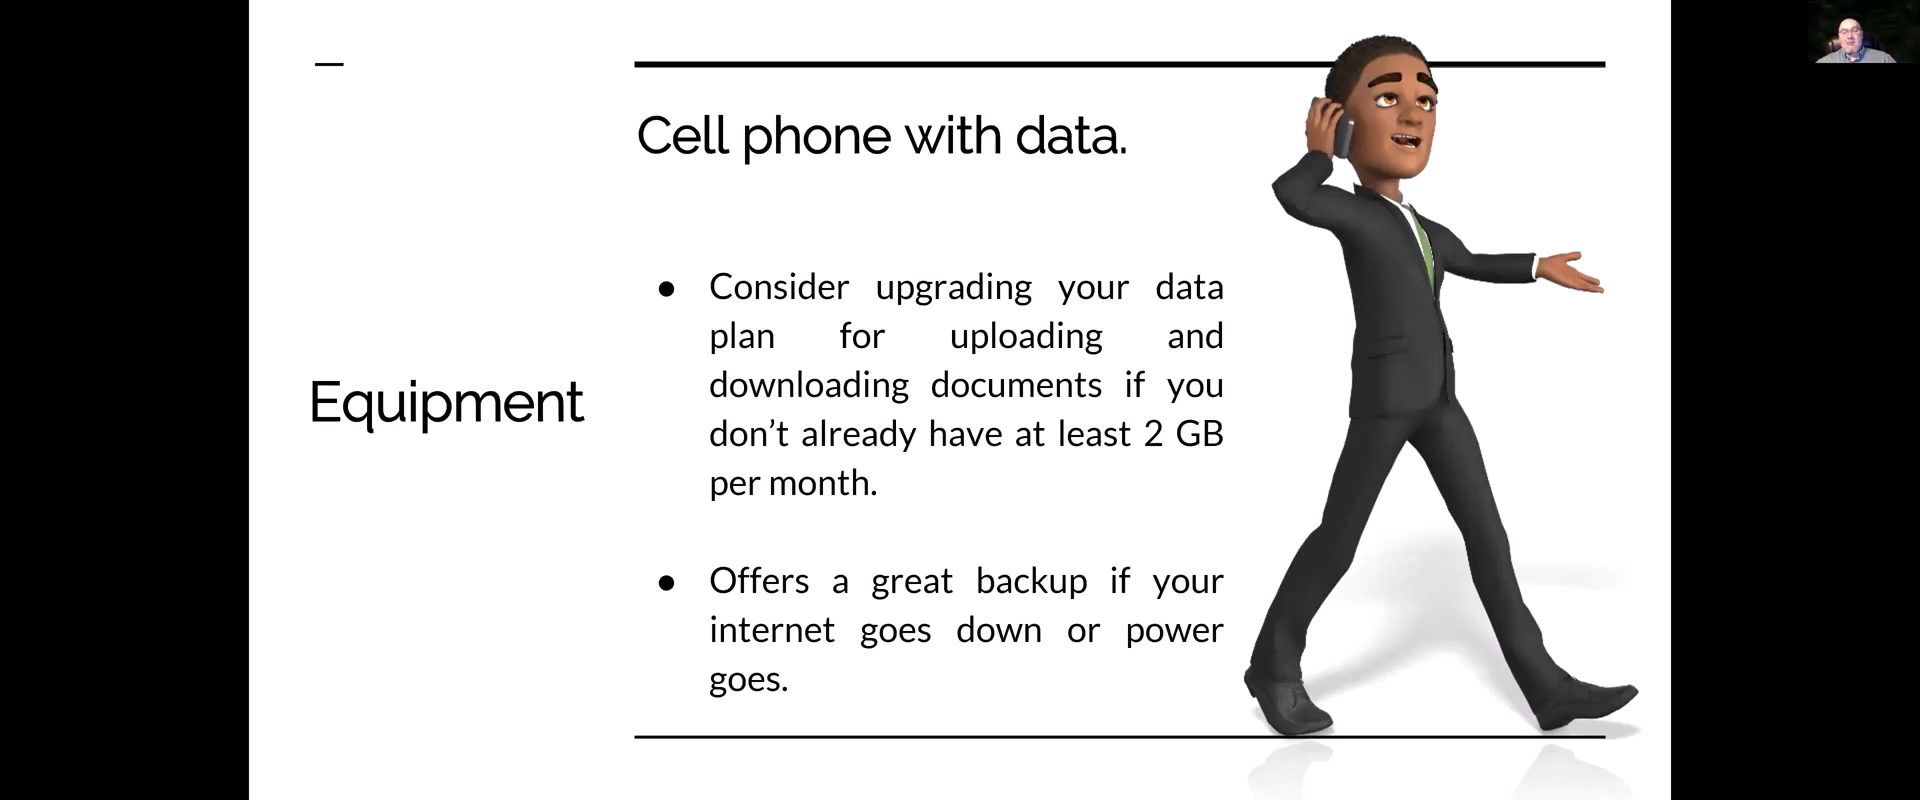 Equipment
Cell phone with data.
● Consider upgrading your data
plan for uploading and
downloading documents if you
don’t already have at least 2 GB
per month.
● Offers a great backup if your
internet goes down or power
goes.